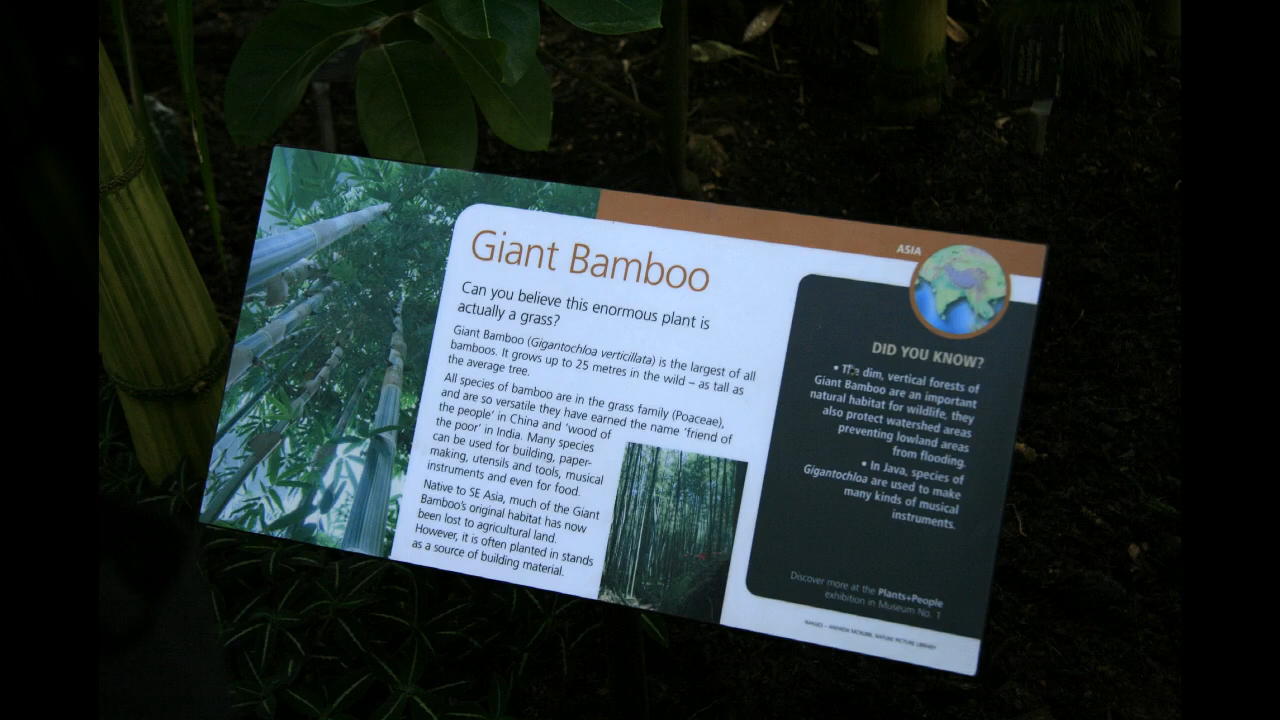 Giant Bamboo
Can you believe this enormous plant is
actually a grass?
Giant Bamboo (Gigantochloa verticillata) is the largest of all
bamboos. It grows up to 25 metres in the wild – as tall as
the average tree.
All species of bamboo are in the grass family (Poaceae),
and are so versatile they have earned the name 'friend of
the people' in China and 'wood of
the poor' in India. Many species
can be used for building, paper-
making, utensils and tools, musical
instruments and even for food.
Native to SE Asia, much of the Giant
Bamboo's original habitat has now
been lost to agricultural land.
However, it is often planted in stands
as a source of building material.
ASIA
DID YOU KNOW?
• The dim, vertical forests of
Giant Bamboo are an important
natural habitat for wildlife, they
also protect watershed areas
preventing lowland areas
from flooding.
• In Java, species of
Gigantochloa are used to make
many kinds of musical
instruments.
Discover more at the Plants+People
exhibition in Museum No. 1
IMAGES – NATURE PICTURE LIBRARY